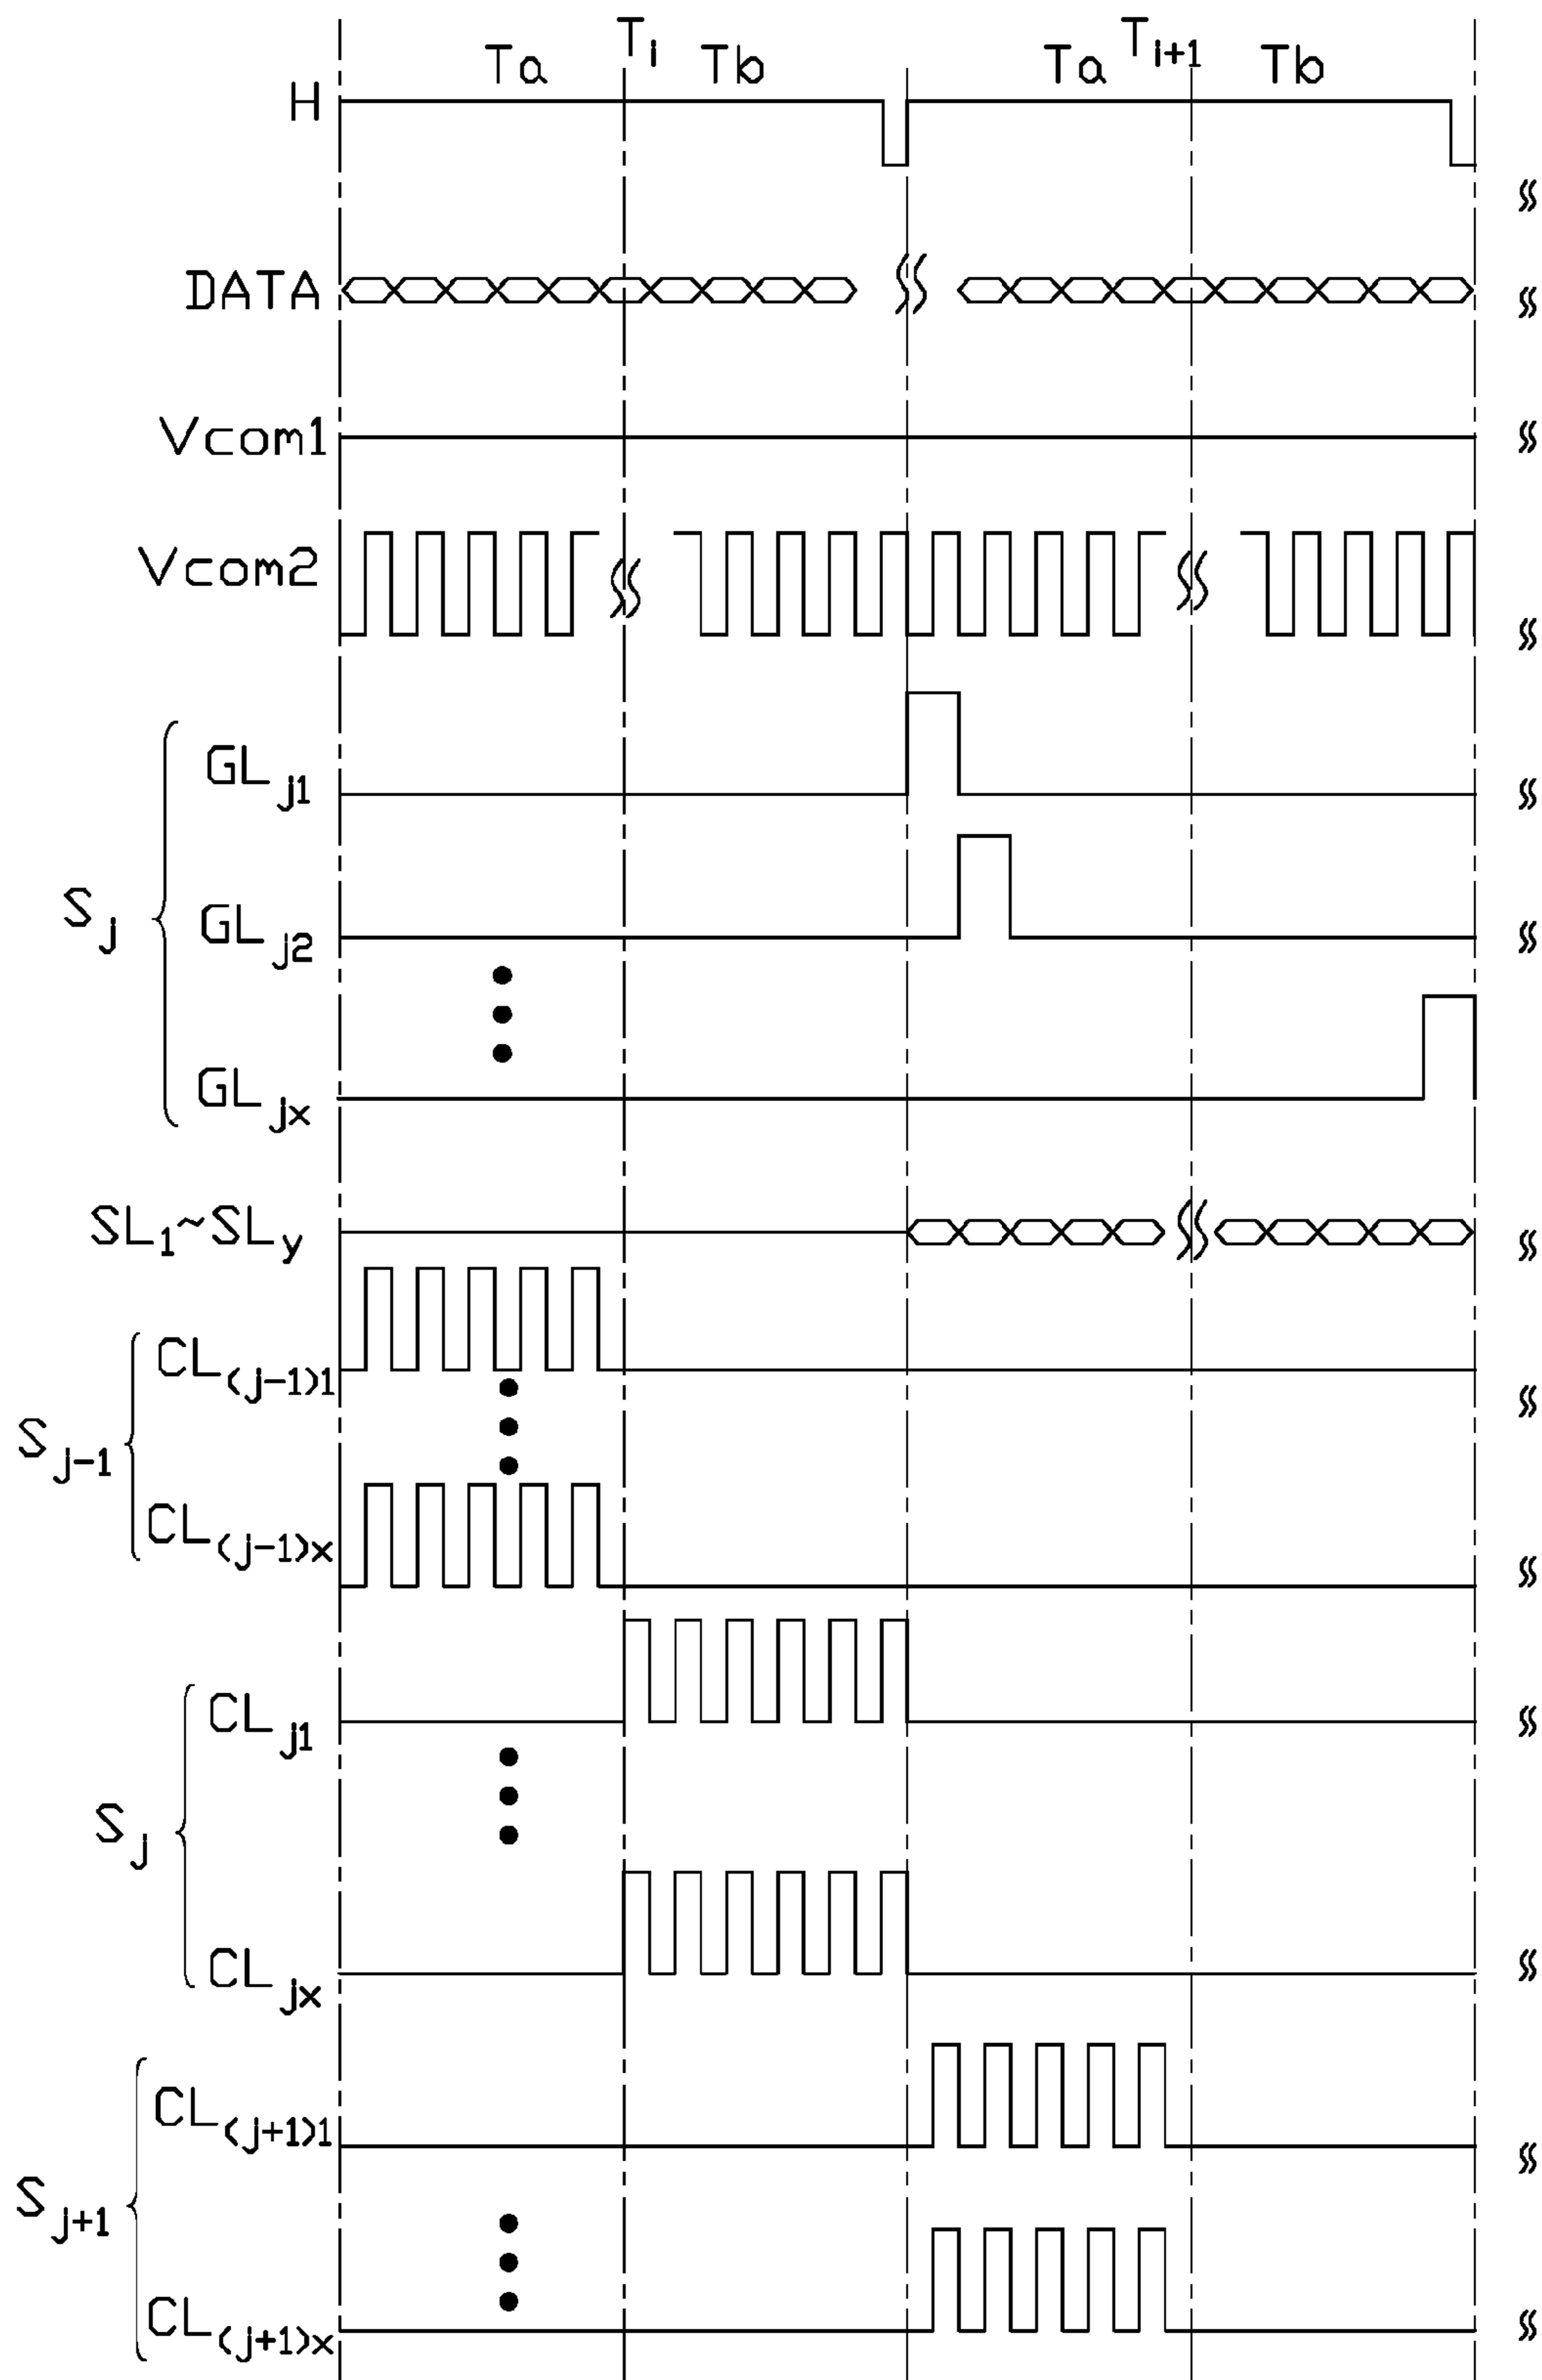 Ta Ti Tb Ta Ti+1 Tb
H
DATA
Vcom1
Vcom2
Sj
GLj1
GLj2
GLjx
SL1~SLy
Sj-1
CL(j-1)1
CL(j-1)x
Sj
CLj1
CLjx
Sj+1
CL(j+1)1
CL(j+1)x